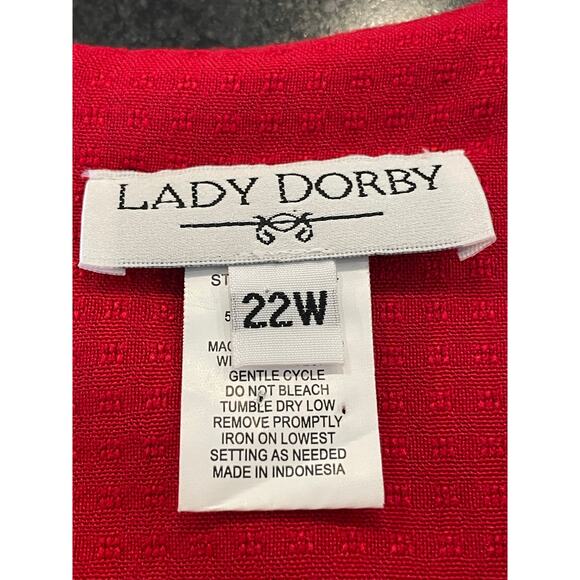 LADY DORBY
22W
GENTLE CYCLE
DO NOT BLEACH
TUMBLE DRY LOW
REMOVE PROMPTLY
IRON ON LOWEST
SETTING AS NEEDED
MADE IN INDONESIA